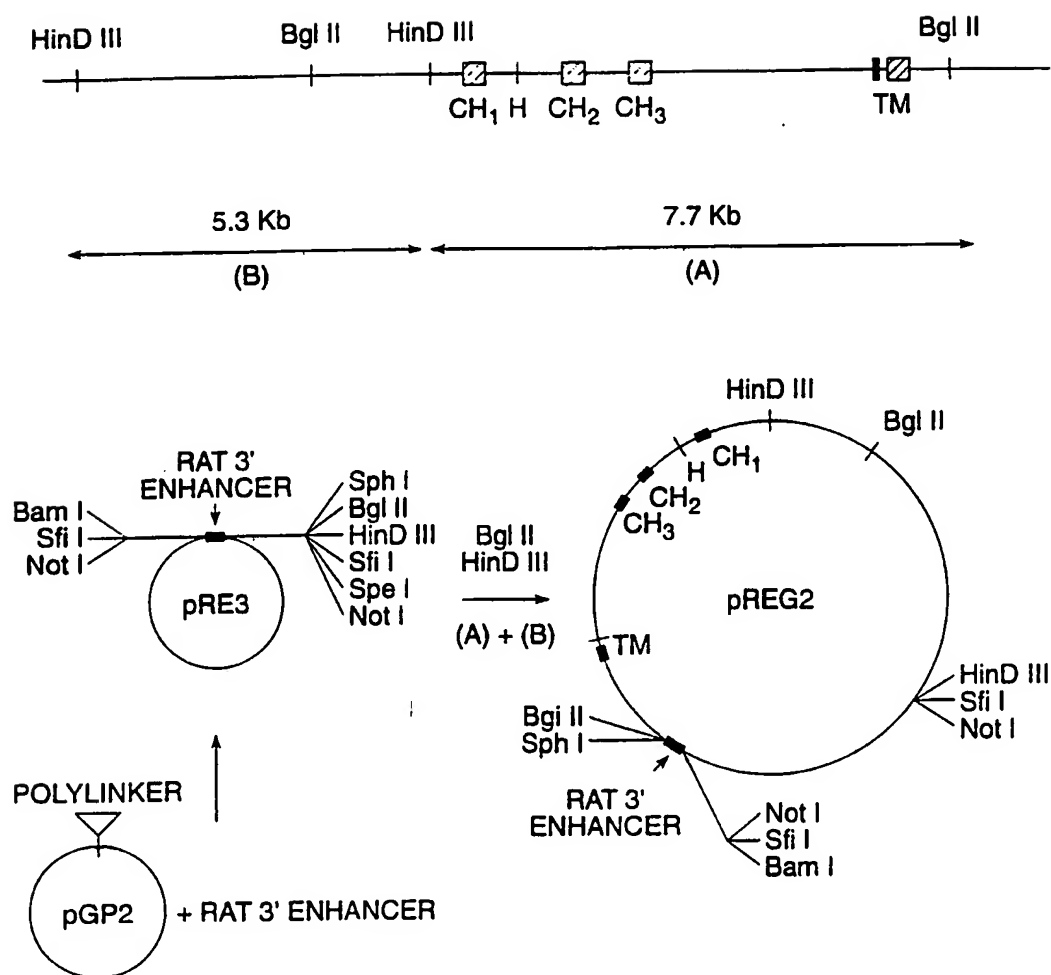 HinD III
Bgl II
HinD III
Bgl II
CH1
H
CH2
CH3
TM
5.3 Kb
7.7 Kb
(B)
(A)
RAT 3'
ENHANCER
Bam I
Sfi I
Not I
Sph I
Bgl II
HinD III
Sfi I
Spe I
Not I
pRE3
Bgl II
HinD III
(A) + (B)
HinD III
Bgl II
CH1
H
CH2
CH3
pREG2
TM
Bgi II
Sph I
HinD III
Sfi I
Not I
RAT 3'
ENHANCER
Not I
Sfi I
Bam I
POLYLINKER
pGP2
+ RAT 3' ENHANCER